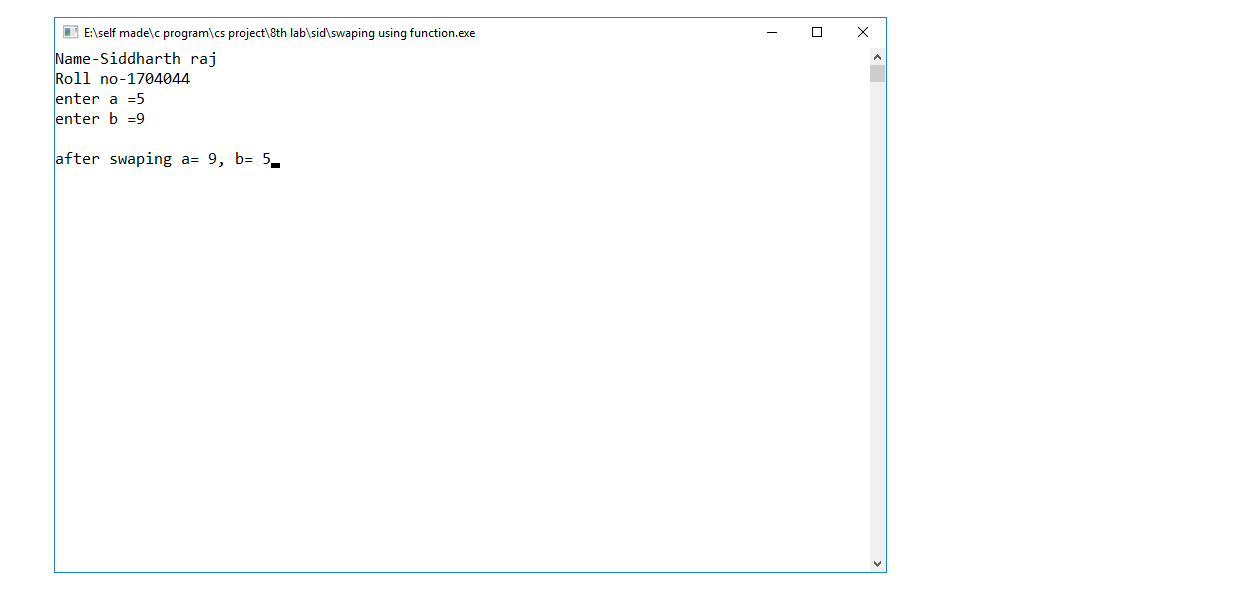 E:\self made\c program\cs project\8th lab\sid\swaping using function.exe
Name-Siddharth raj
Roll no-1704044
enter a =5
enter b =9
after swaping a= 9, b= 5